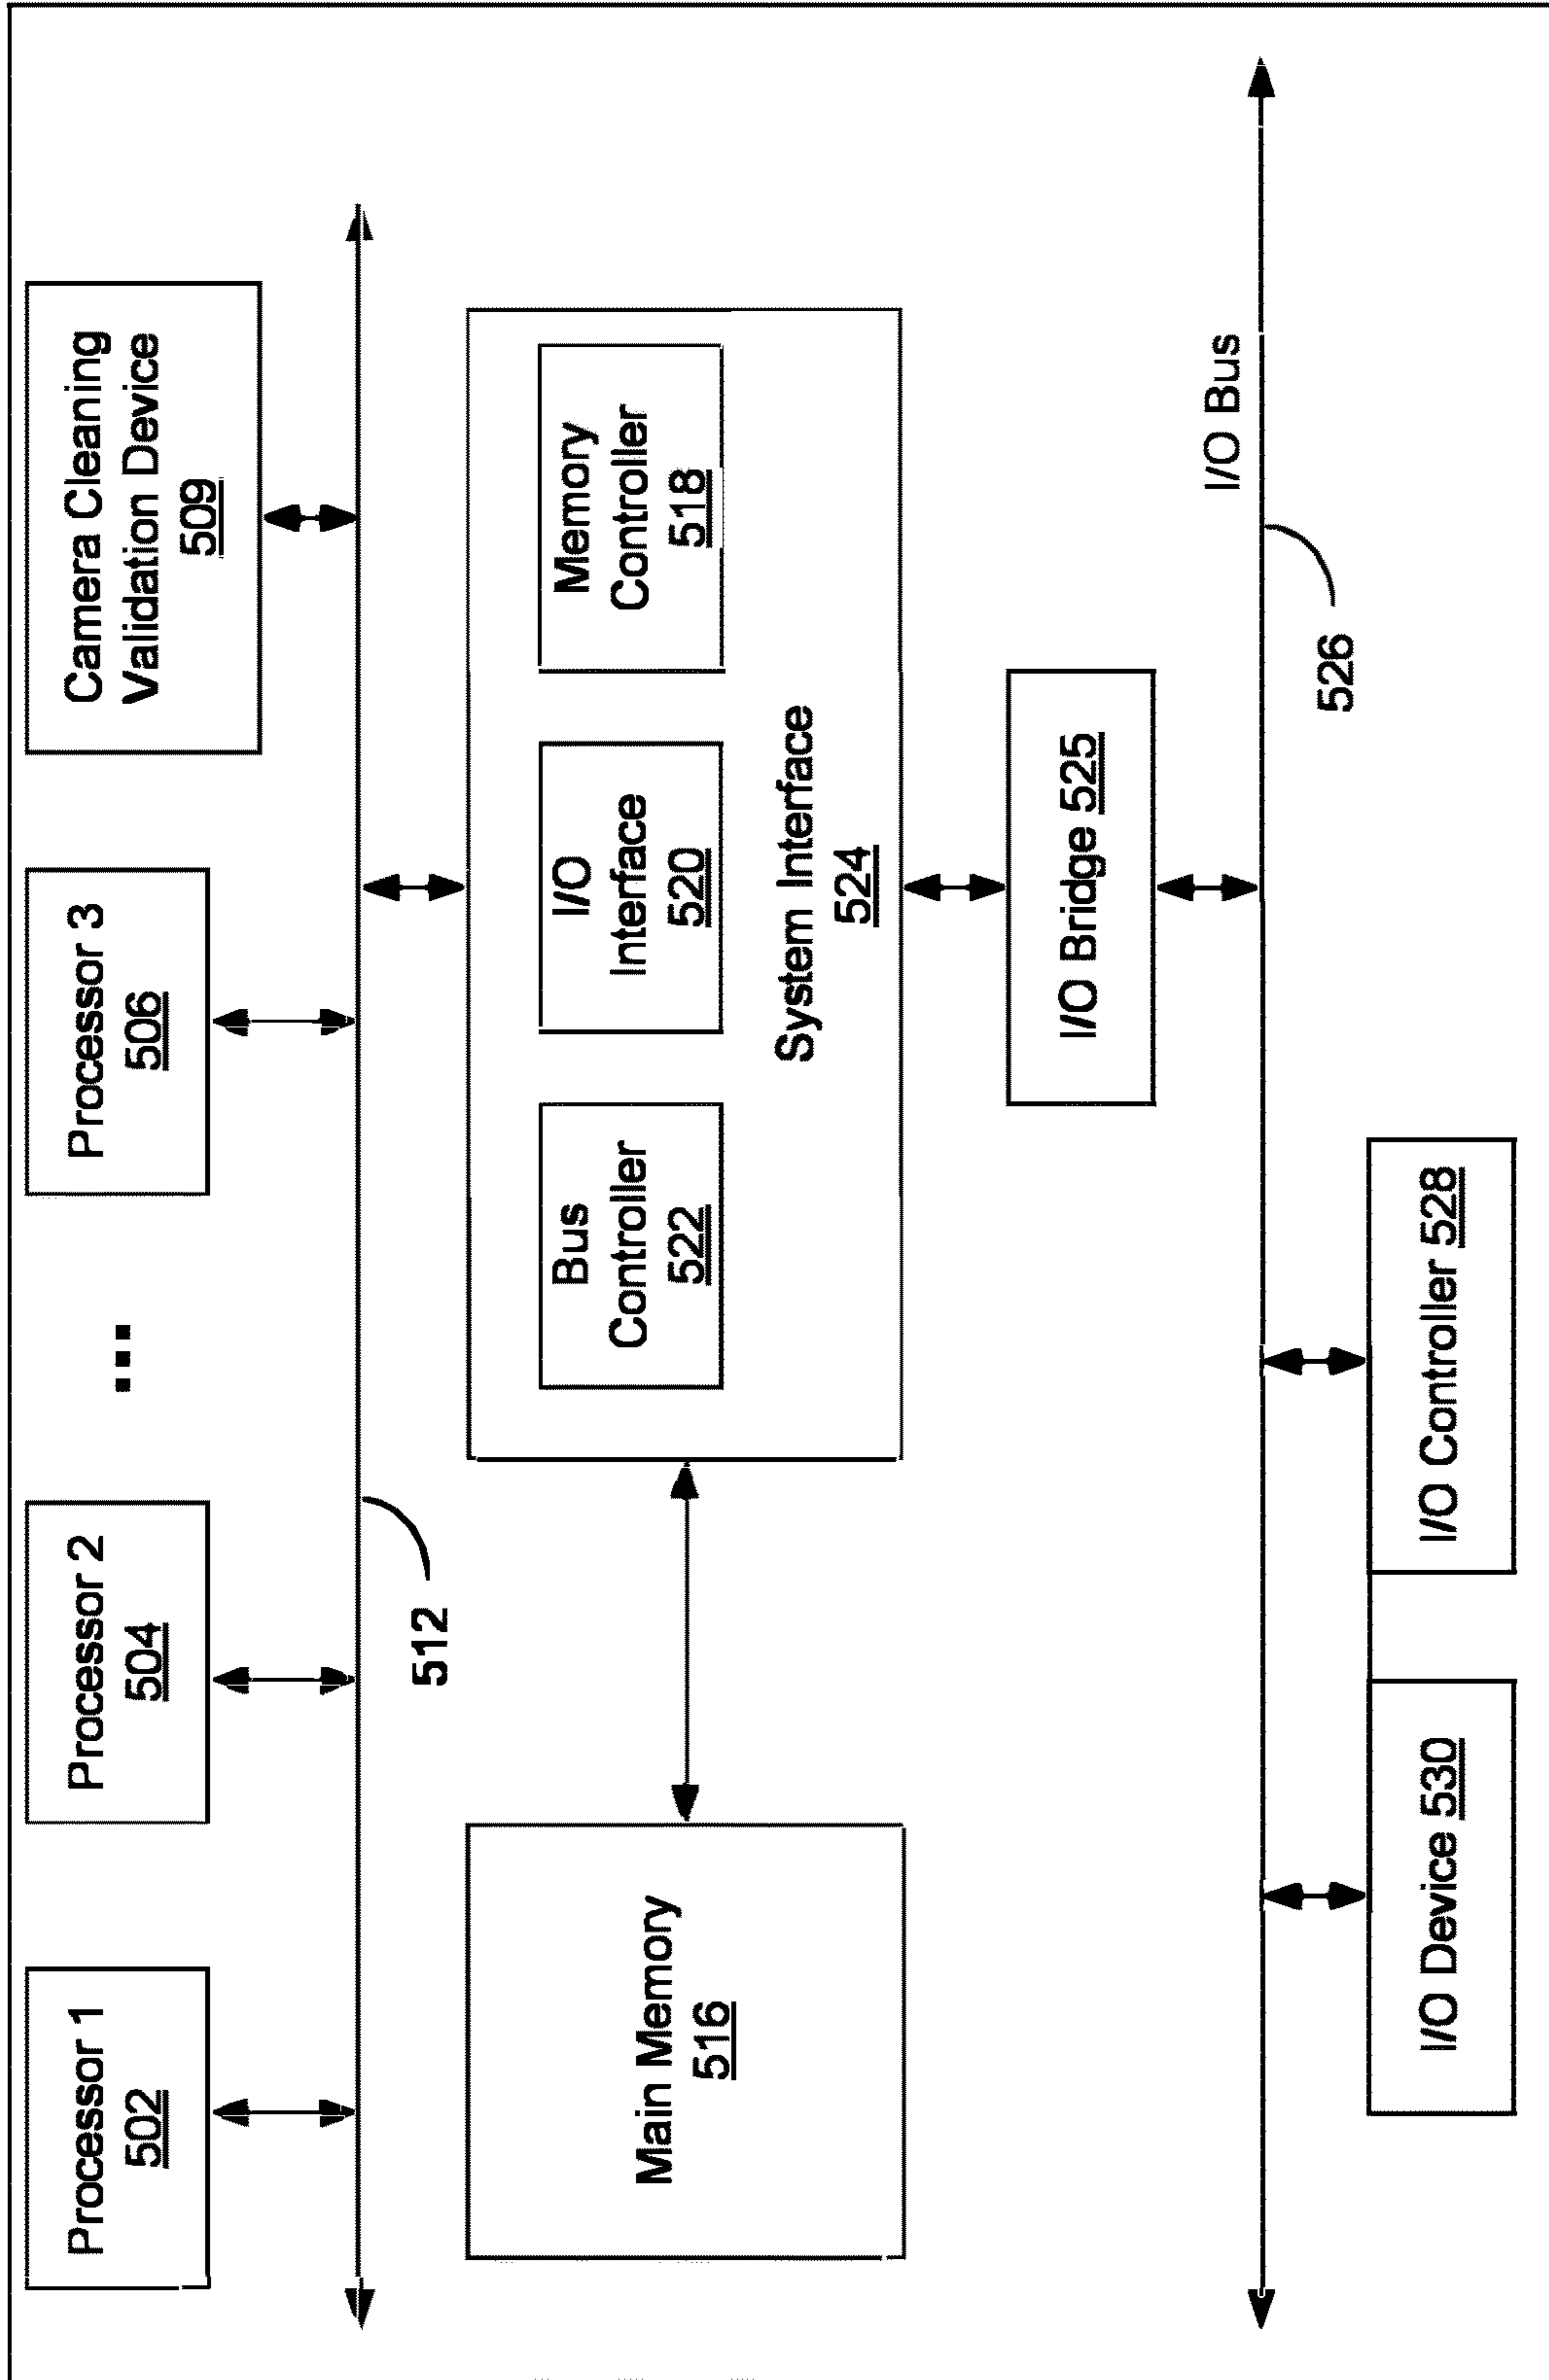 Processor 1
502
Processor 2
504
...
Processor 3
506
Camera Cleaning
Validation Device
509
512
Main Memory
516
Bus
Controller
522
I/O
Interface
520
Memory
Controller
518
System Interface
524
I/O Bridge 525
I/O Bus
526
I/O Device 530
I/O Controller 528